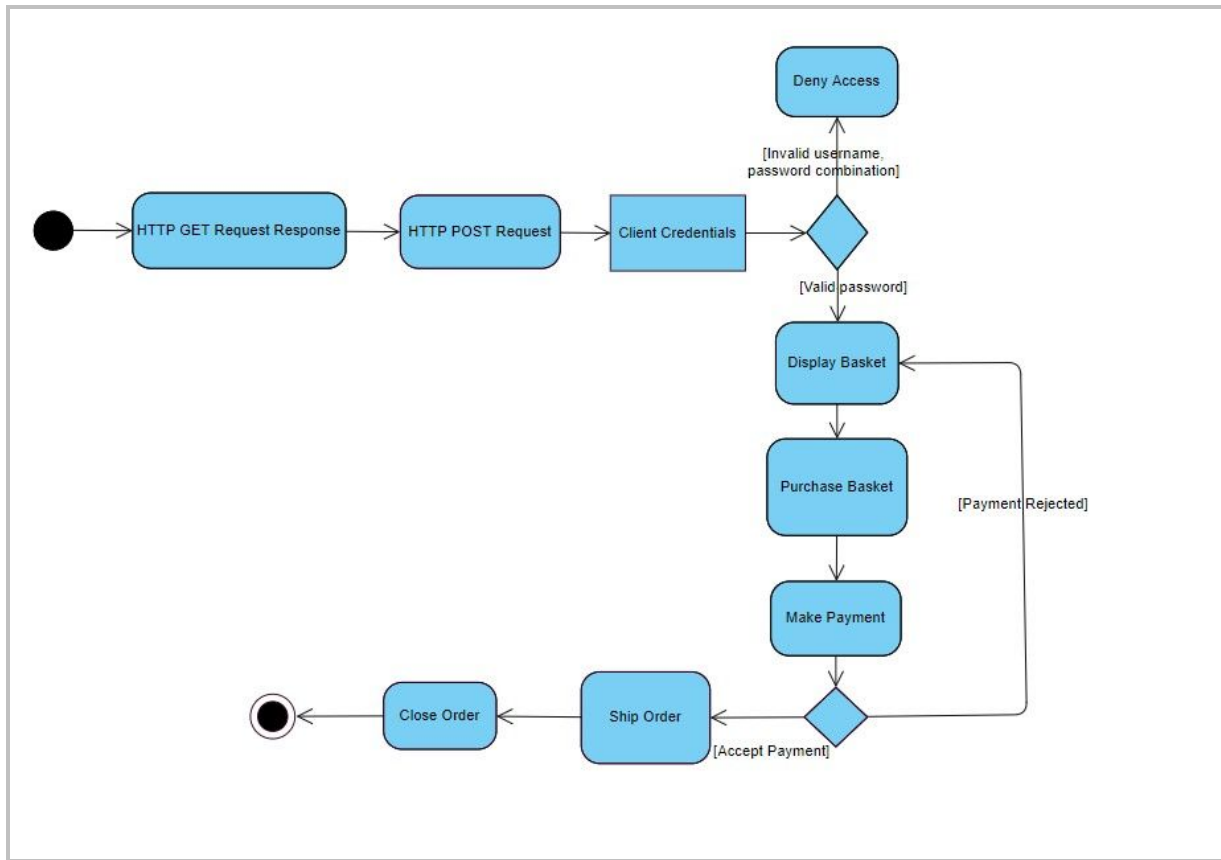 Deny Access
[Invalid username,
password combination]
HTTP GET Request Response
HTTP POST Request
Client Credentials
[Valid password]
Display Basket
Purchase Basket
[Payment Rejected]
Make Payment
Close Order
Ship Order
[Accept Payment]